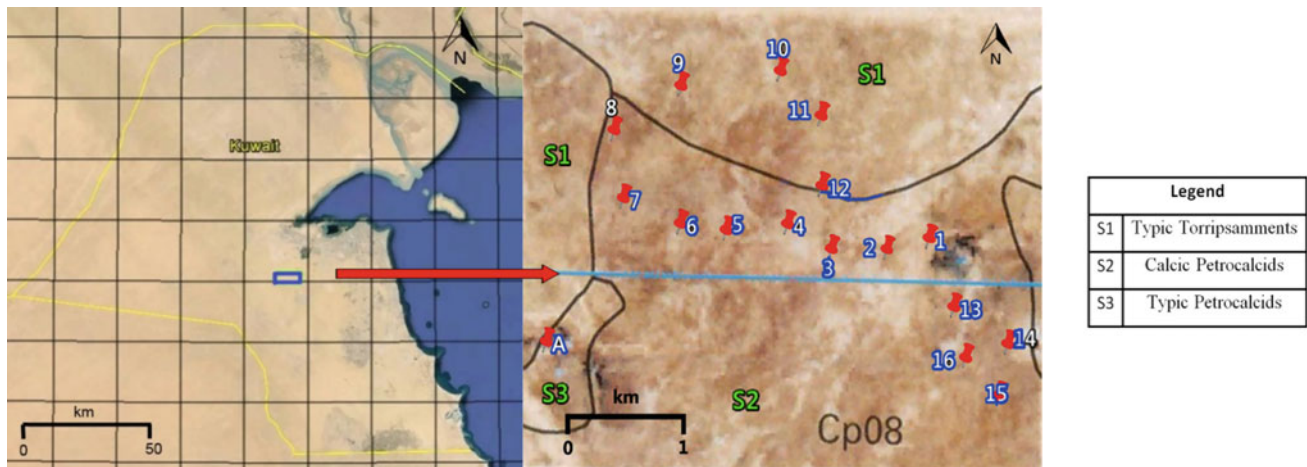 N
Kuwait
km
0 50
N
10
9
S1
11
8
S1
12
7
6 5 4
1
2
3
13
14
A
16
S3
S2
15
km
0 1
Cp08
Legend
S1 Typic Torripsamments
S2 Calcic Petrocalcids
S3 Typic Petrocalcids